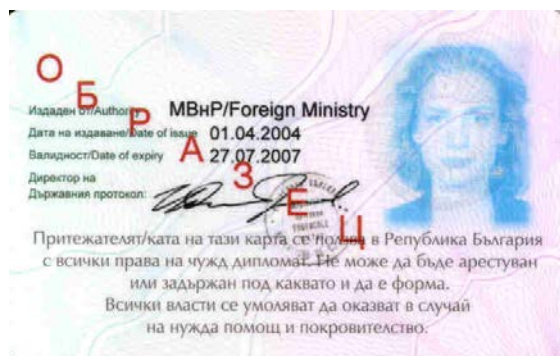 ОБРАЗЕЦ
Издаден от/Authority МВнР/Foreign Ministry
Дата на издаване/Date of issue 01.04.2004
Валидност/Date of expiry 27.07.2007
Директор на
Държавния протокол:
Притежателят/ката на тази карта се ползва в Република България
с всички права на чужд дипломат. Не може да бъде арестуван
или задържан под каквато и да е форма.
Всички власти се умоляват да оказват в случай
на нужда помощ и покровителство.